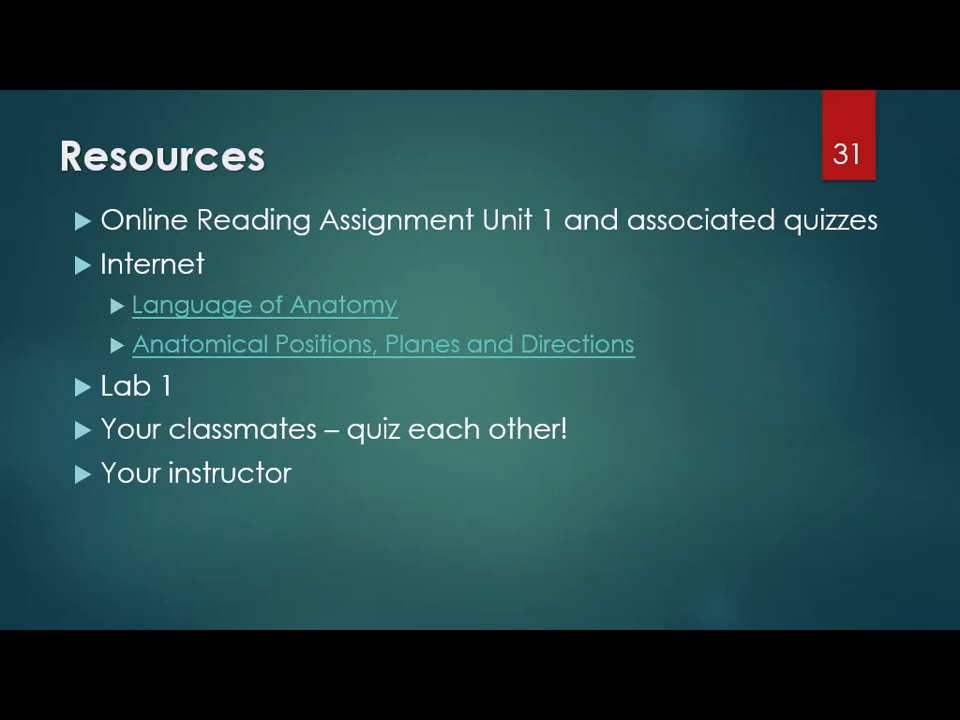 Resources
31
Online Reading Assignment Unit 1 and associated quizzes
Internet
Language of Anatomy
Anatomical Positions, Planes and Directions
Lab 1
Your classmates – quiz each other!
Your instructor